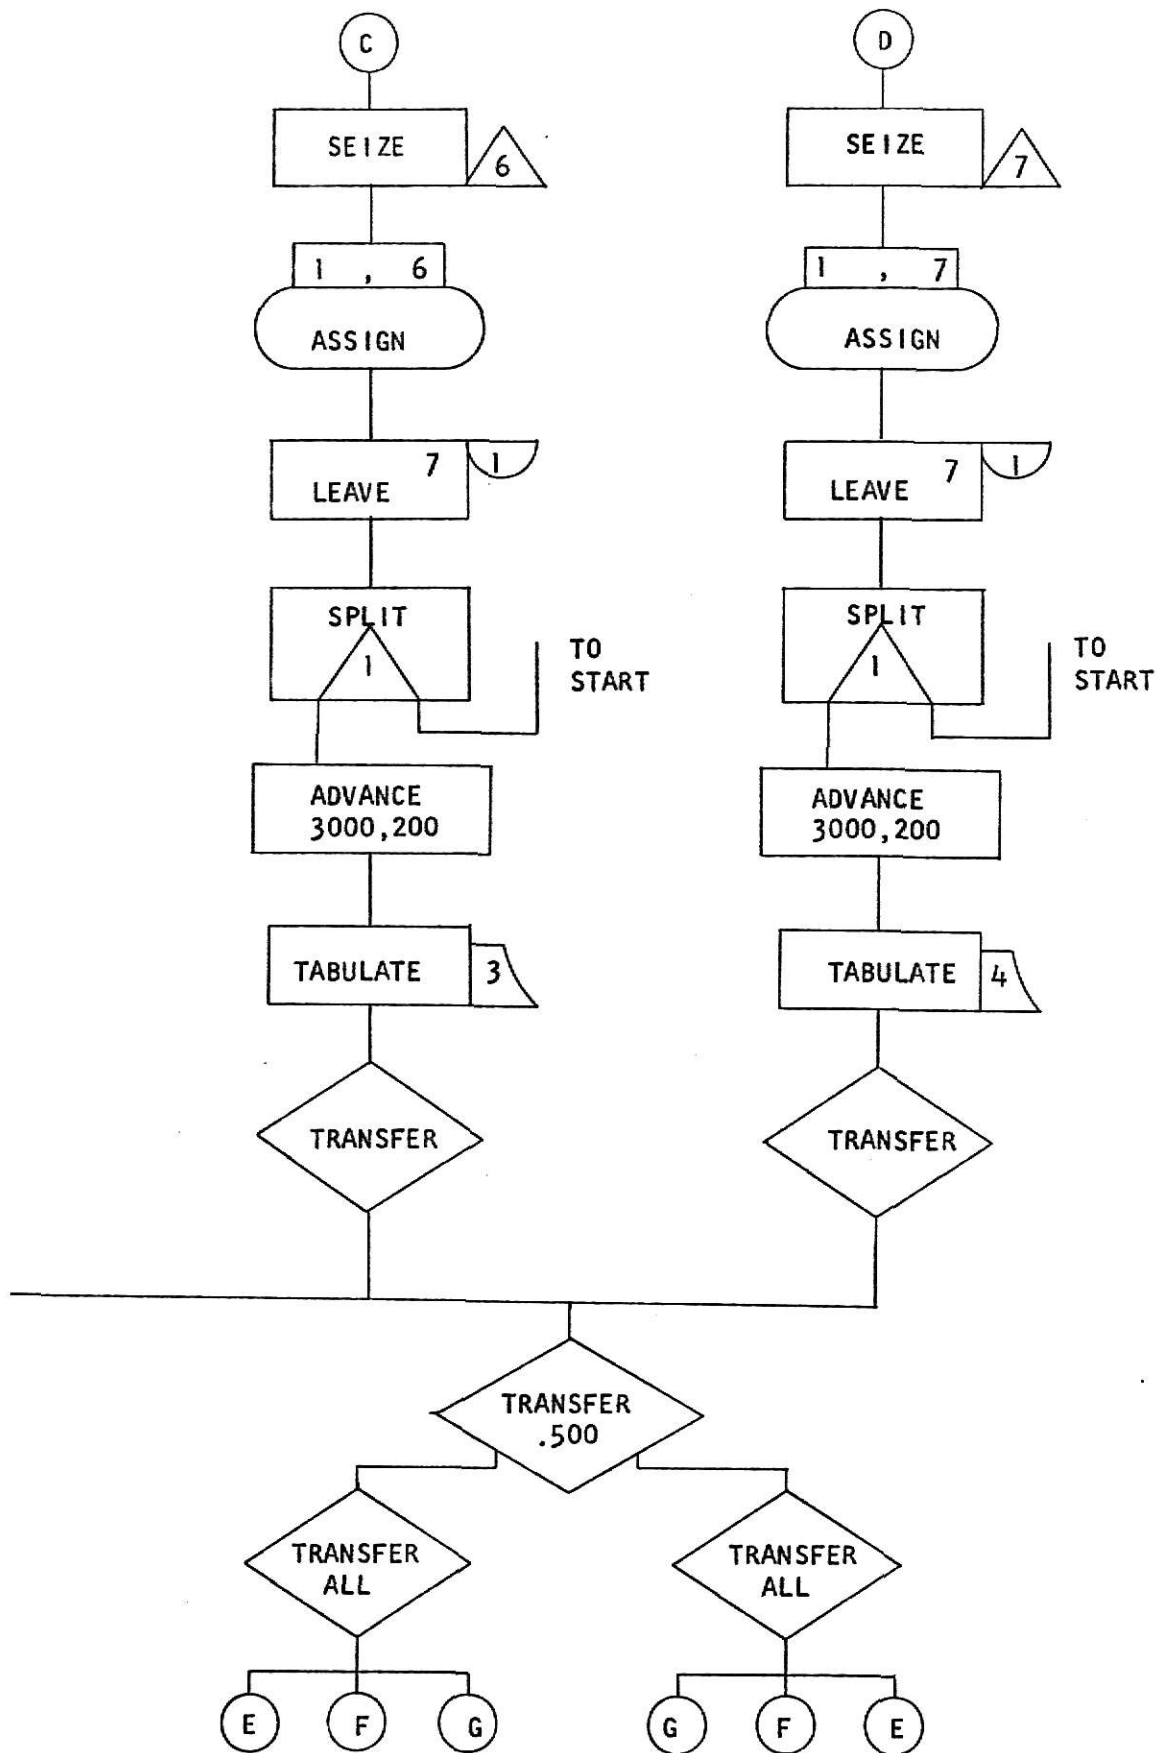 C
SEIZE
6
1 , 6
ASSIGN
7
1
LEAVE
SPLIT
1
TO
START
ADVANCE
3000,200
TABULATE
3
TRANSFER
D
SEIZE
7
1 , 7
ASSIGN
7
1
LEAVE
SPLIT
1
TO
START
ADVANCE
3000,200
TABULATE
4
TRANSFER
TRANSFER
.500
TRANSFER
ALL
E
F
G
TRANSFER
ALL
G
F
E